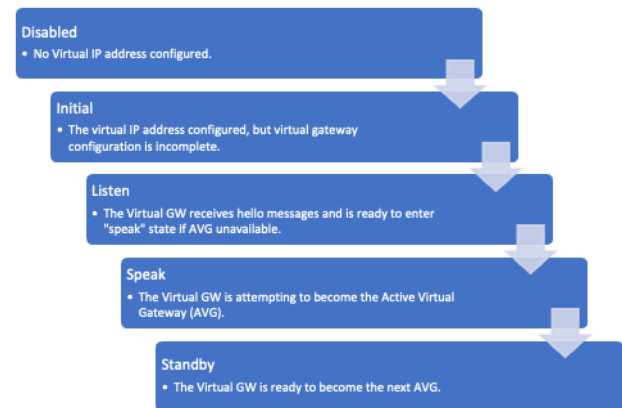 Disabled
• No Virtual IP address configured.
Initial
• The virtual IP address configured, but virtual gateway
configuration is incomplete.
Listen
• The Virtual GW receives hello messages and is ready to enter
"speak" state if AVG unavailable.
Speak
• The Virtual GW is attempting to become the Active Virtual
Gateway (AVG).
Standby
• The Virtual GW is ready to become the next AVG.